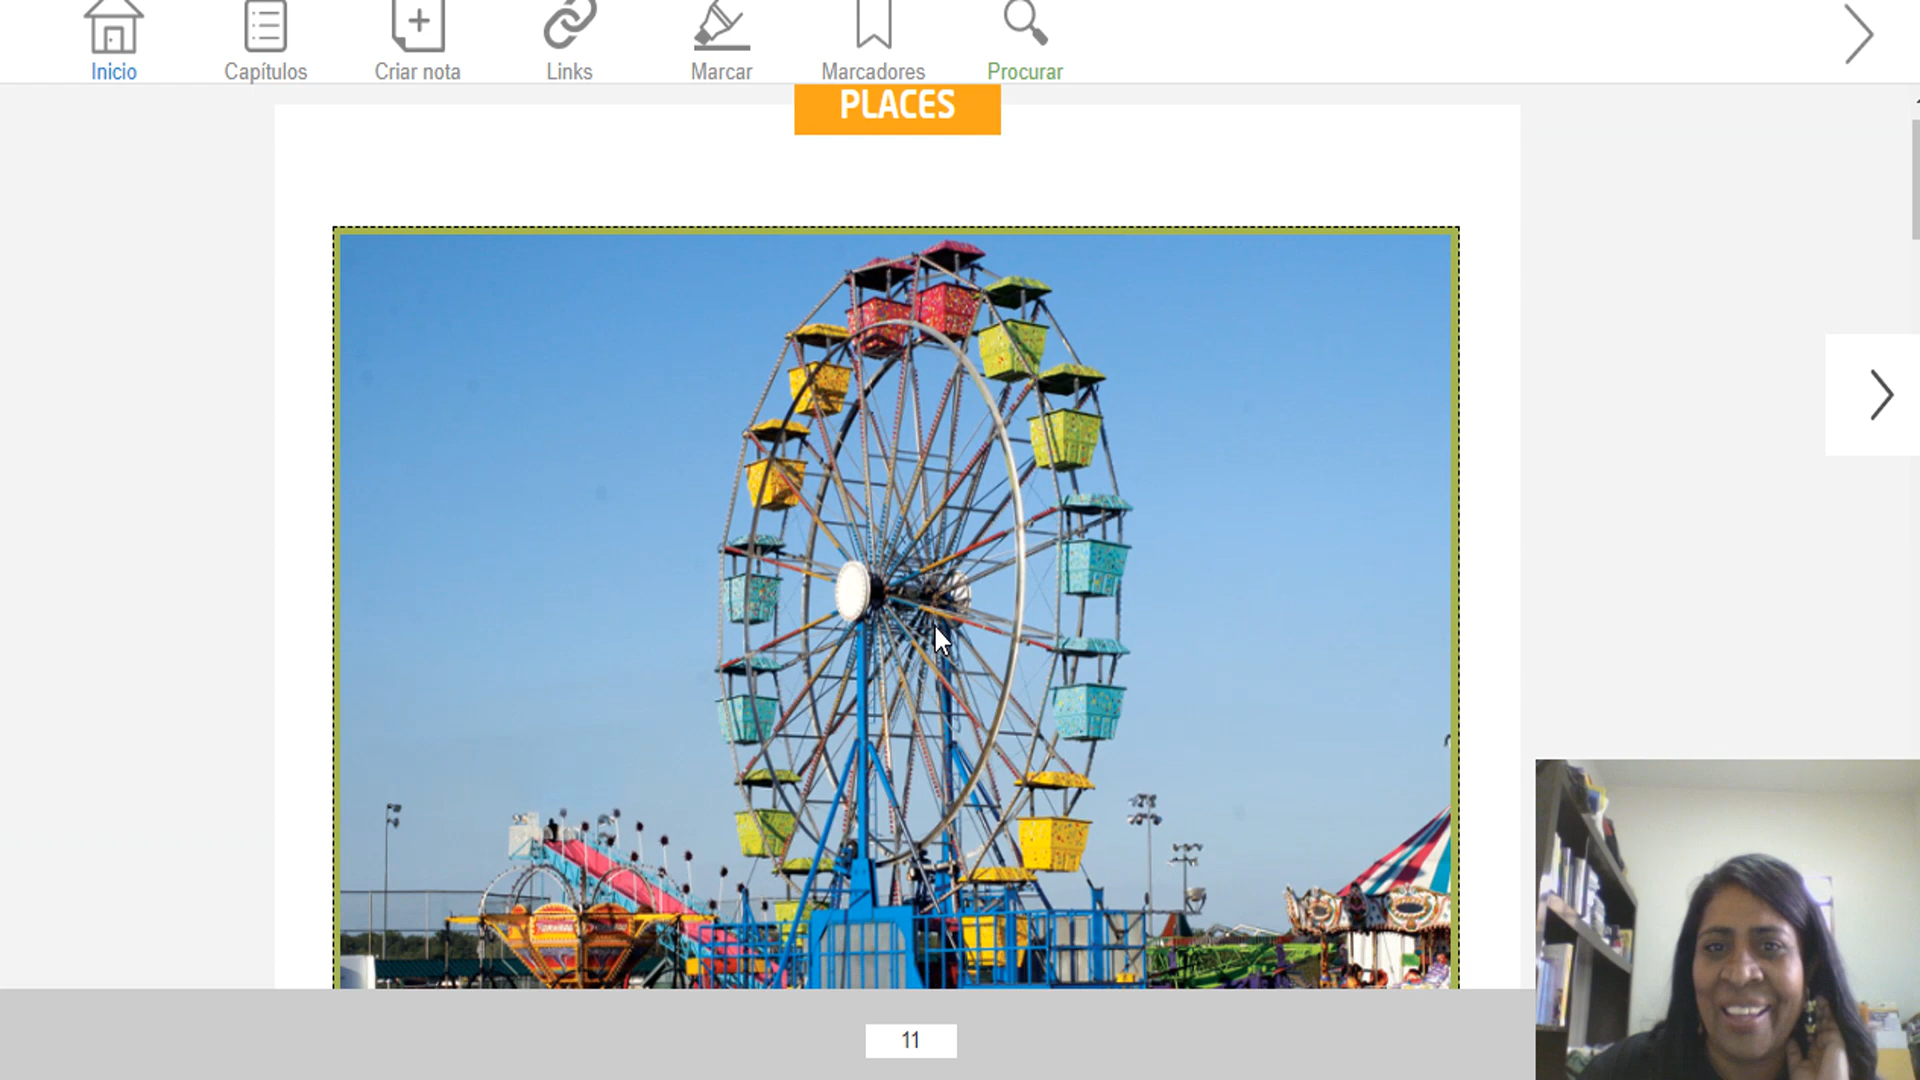 Inicio
Capítulos
Criar nota
Links
Marcar
Marcadores
Procurar
PLACES
11